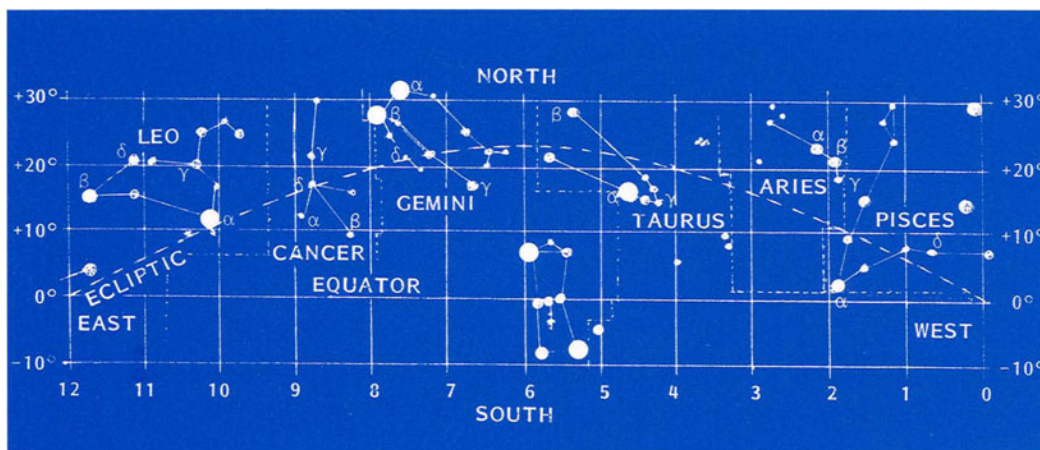 NORTH
+30° α β +30°
LEO
δ γ α β
+20° γ δ +20°
β γ δ GEMINI γ α TAURUS ARIES γ PISCES
α α δ
+10° CANCER β +10°
ECLIPTIC EQUATOR
0° α 0°
EAST WEST
-10° -10°
12 11 10 9 8 7 6 5 4 3 2 1 0
SOUTH